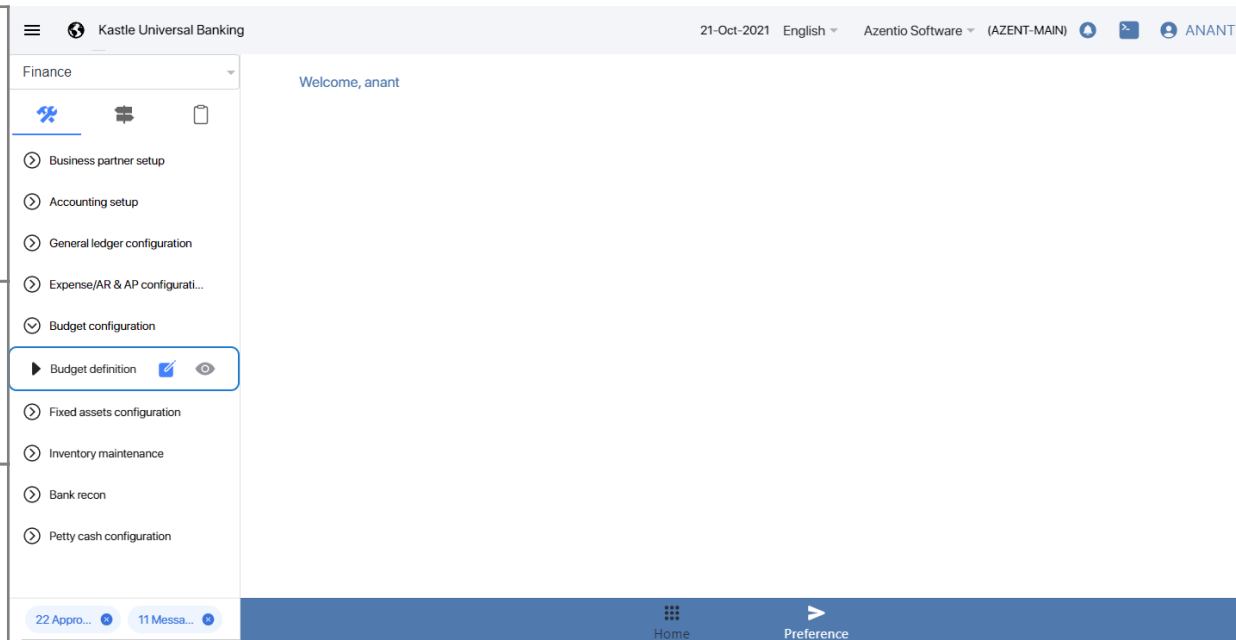 Kastle Universal Banking
21-Oct-2021 English Azentio Software (AZENT-MAIN) ANANT
Finance
Welcome, anant
Business partner setup
Accounting setup
General ledger configuration
Expense/AR & AP configurati...
Budget configuration
Budget definition
Fixed assets configuration
Inventory maintenance
Bank recon
Petty cash configuration
22 Appro... 11 Messa...
Home
Preference